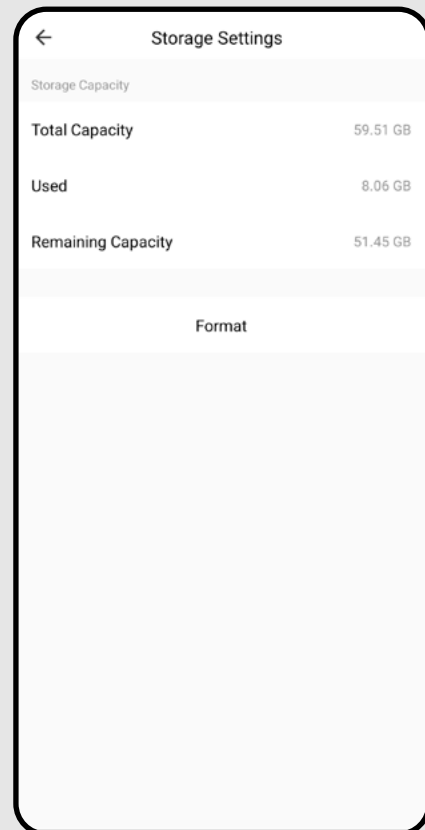 Storage Settings
Storage Capacity
Total Capacity 59.51 GB
Used 8.06 GB
Remaining Capacity 51.45 GB
Format